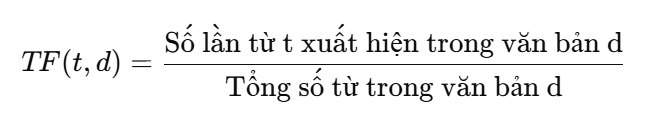 TF(t, d) = Số lần từ t xuất hiện trong văn bản d
Tổng số từ trong văn bản d